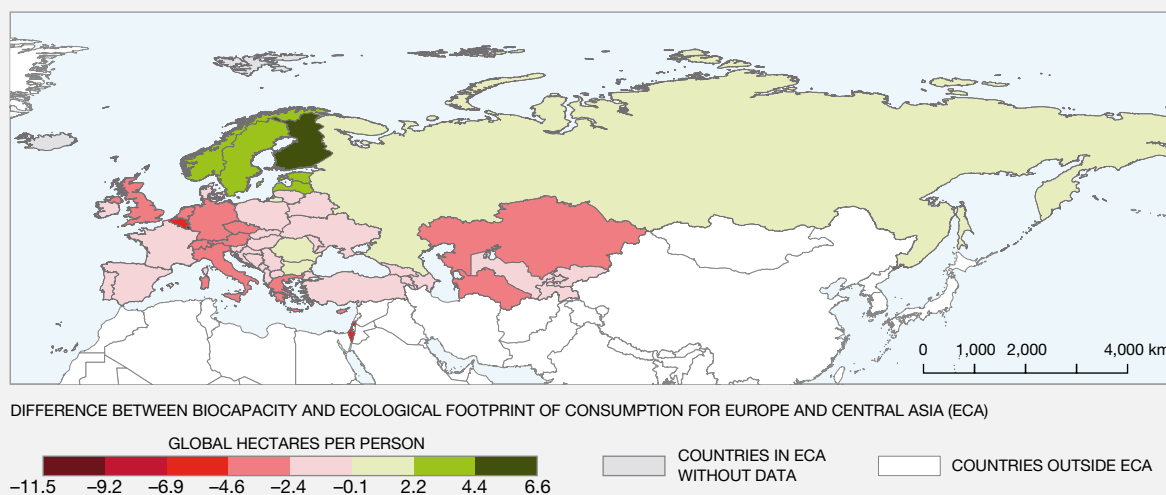 0 1,000 2,000 4,000 km
DIFFERENCE BETWEEN BIOCAPACITY AND ECOLOGICAL FOOTPRINT OF CONSUMPTION FOR EUROPE AND CENTRAL ASIA (ECA)
GLOBAL HECTARES PER PERSON
–11.5 –9.2 –6.9 –4.6 –2.4 –0.1 2.2 4.4 6.6
COUNTRIES IN ECA
WITHOUT DATA
COUNTRIES OUTSIDE ECA